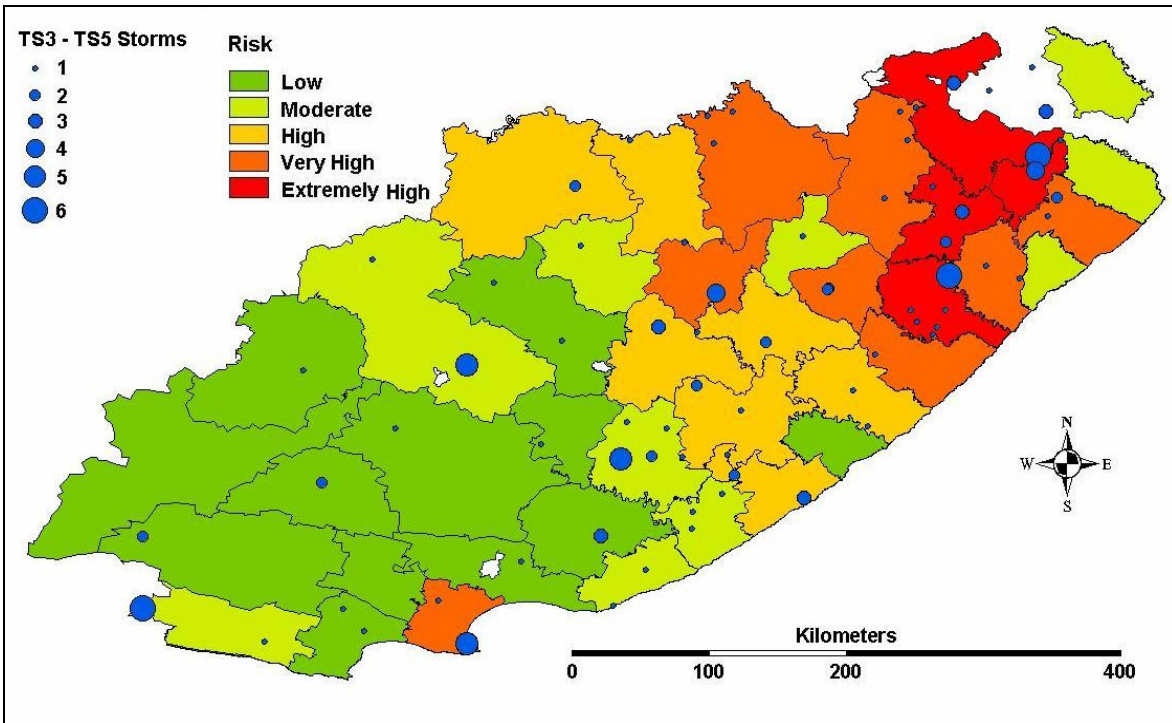 TS3 - TS5 Storms
1
2
3
4
5
6
Risk
Low
Moderate
High
Very High
Extremely High
N
W E
S
Kilometers
0 100 200 400